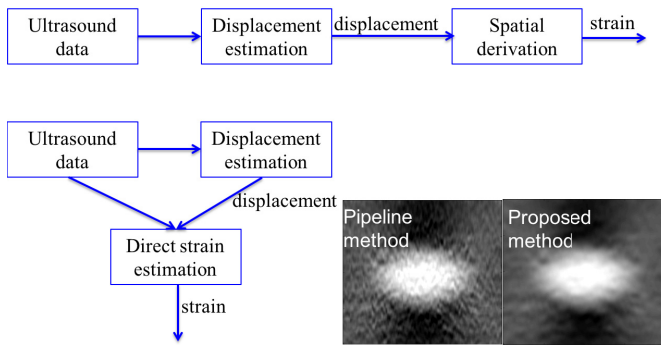 Ultrasound
data
Displacement
estimation
displacement
Spatial
derivation
strain
Ultrasound
data
Displacement
estimation
displacement
Direct strain
estimation
strain
Pipeline
method
Proposed
method